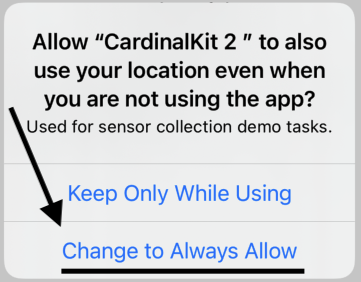 Allow “CardinalKit 2 ” to also
use your location even when
you are not using the app?
Used for sensor collection demo tasks.
Keep Only While Using
Change to Always Allow